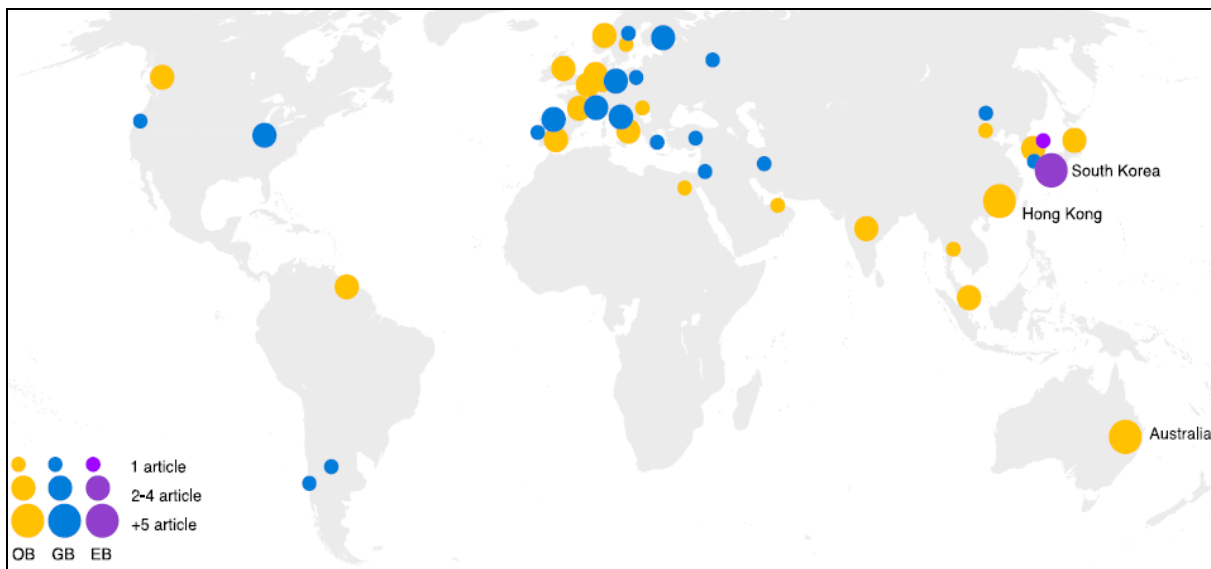 South Korea
Hong Kong
Australia
1 article
2-4 article
+5 article
OB GB EB